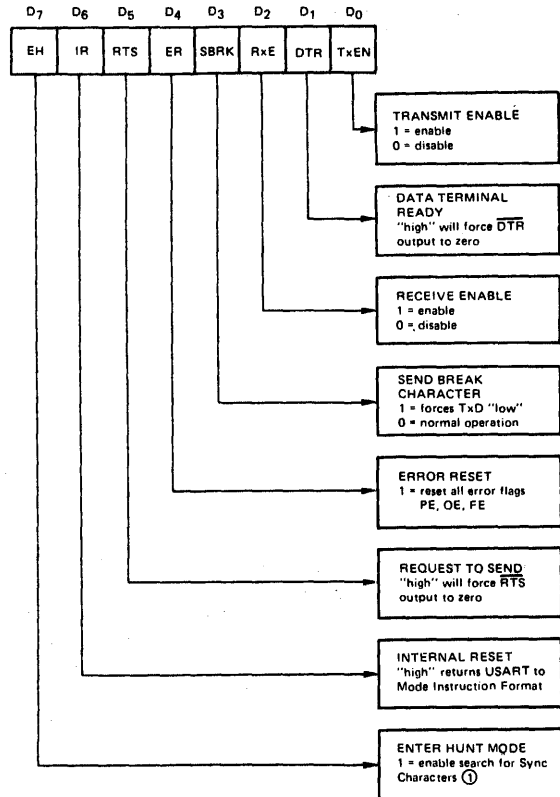 D7 D6 D5 D4 D3 D2 D1 D0
EH IR RTS ER SBRK RxE DTR TxEN
TRANSMIT ENABLE
1 = enable
0 = disable
DATA TERMINAL
READY
"high" will force DTR
output to zero
RECEIVE ENABLE
1 = enable
0 = disable
SEND BREAK
CHARACTER
1 = forces TxD "low"
0 = normal operation
ERROR RESET
1 = reset all error flags
PE, OE, FE
REQUEST TO SEND
"high" will force RTS
output to zero
INTERNAL RESET
"high" returns USART to
Mode Instruction Format
ENTER HUNT MODE
1 = enable search for Sync
Characters ①